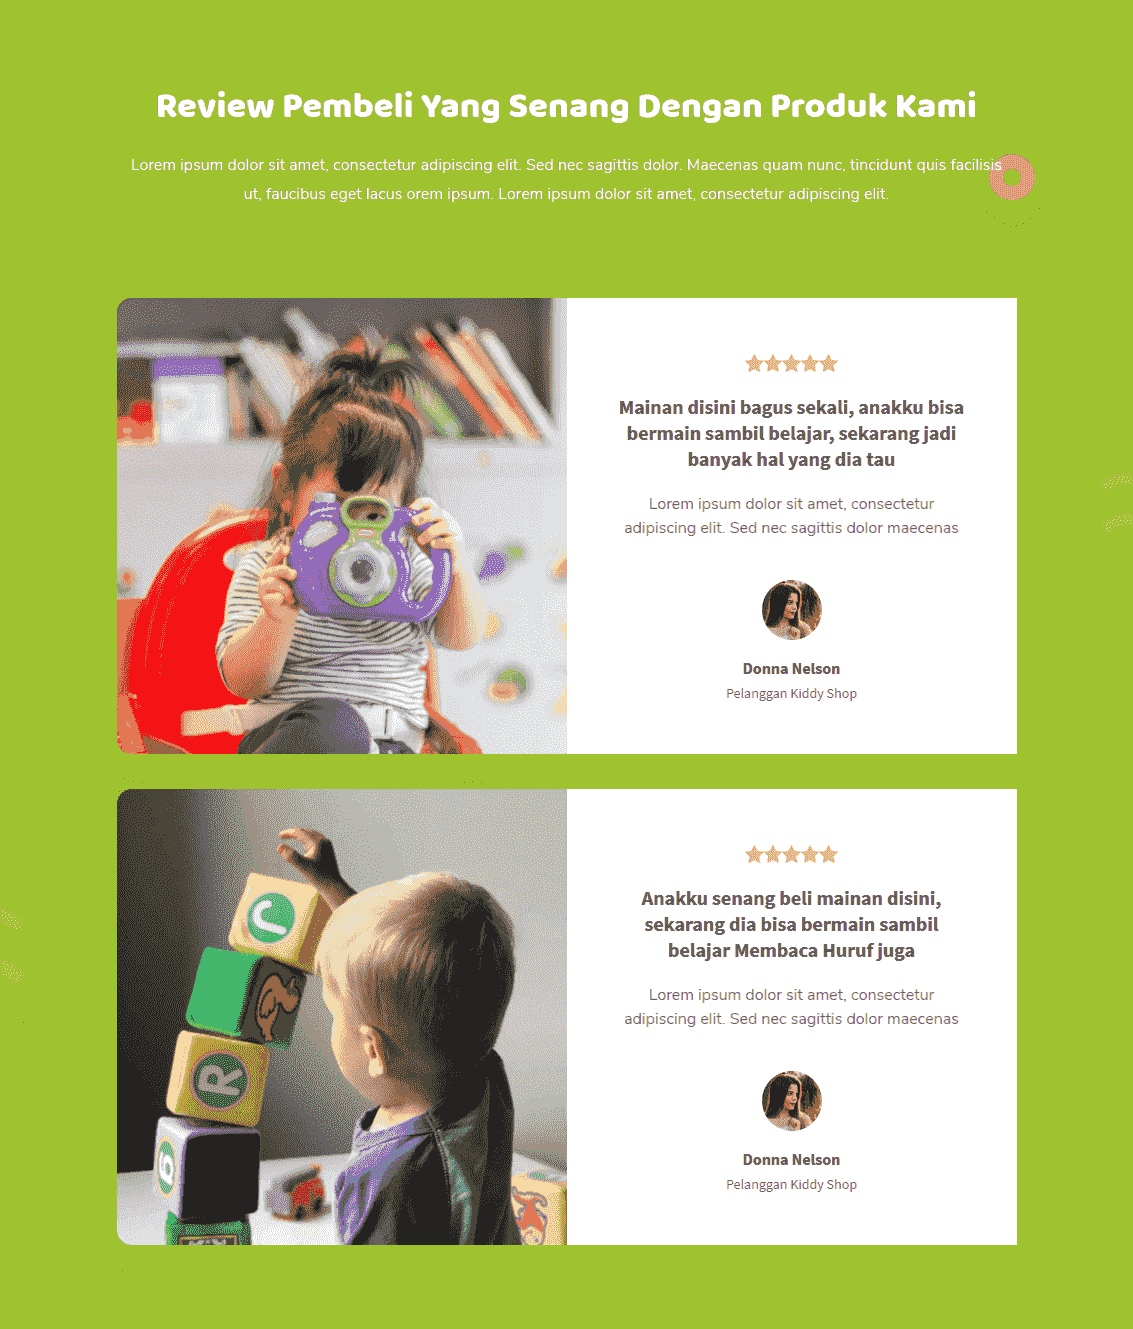 Review Pembeli Yang Senang Dengan Produk Kami
Lorem ipsum dolor sit amet, consectetur adipiscing elit. Sed nec sagittis dolor. Maecenas quam nunc, tincidunt quis facilisis
ut, faucibus eget lacus orem ipsum. Lorem ipsum dolor sit amet, consectetur adipiscing elit.
Mainan disini bagus sekali, anakku bisa
bermain sambil belajar, sekarang jadi
banyak hal yang dia tau
Lorem ipsum dolor sit amet, consectetur
adipiscing elit. Sed nec sagittis dolor maecenas
Donna Nelson
Pelanggan Kiddy Shop
J
R
Anakku senang beli mainan disini,
sekarang dia bisa bermain sambil
belajar Membaca Huruf juga
Lorem ipsum dolor sit amet, consectetur
adipiscing elit. Sed nec sagittis dolor maecenas
Donna Nelson
Pelanggan Kiddy Shop